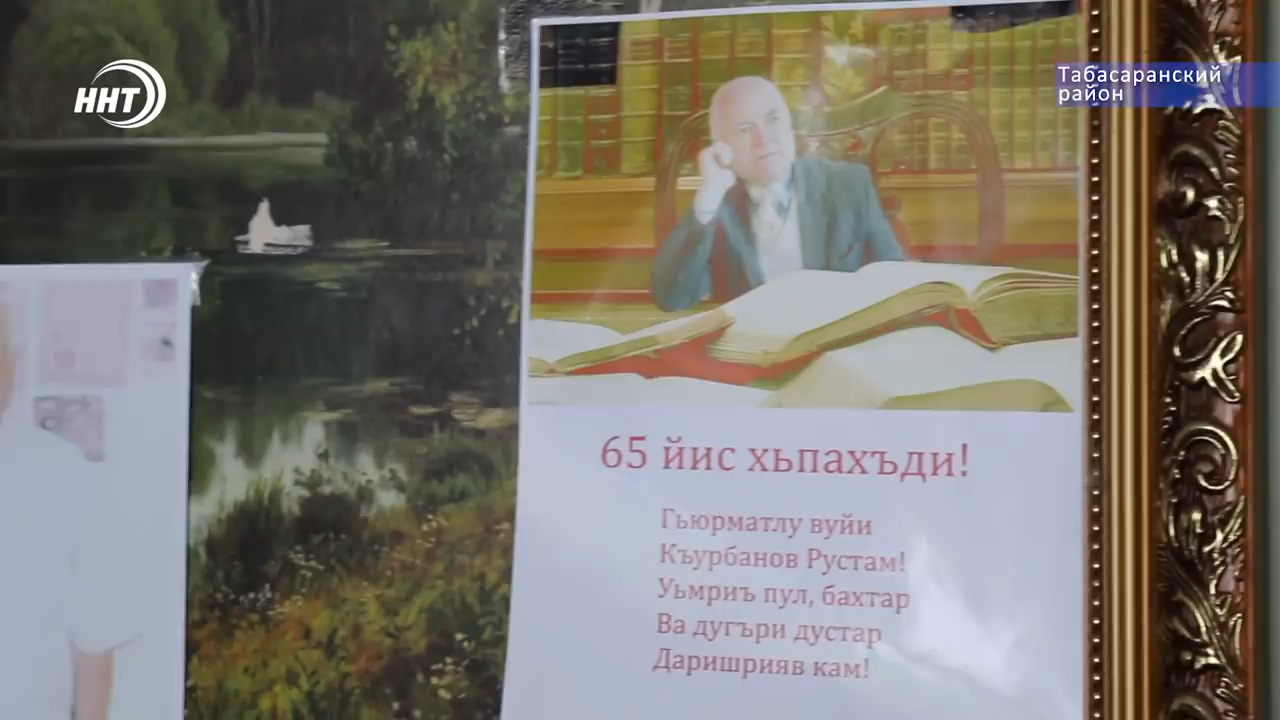 ННТ
Табасаранский
район
65 йис хьпахъди!
Гьюрматлу вуйи
Къурбанов Рустам!
Уьмриъ пул, бахтар
Ва дугъри дустар
Даришрияв кам!